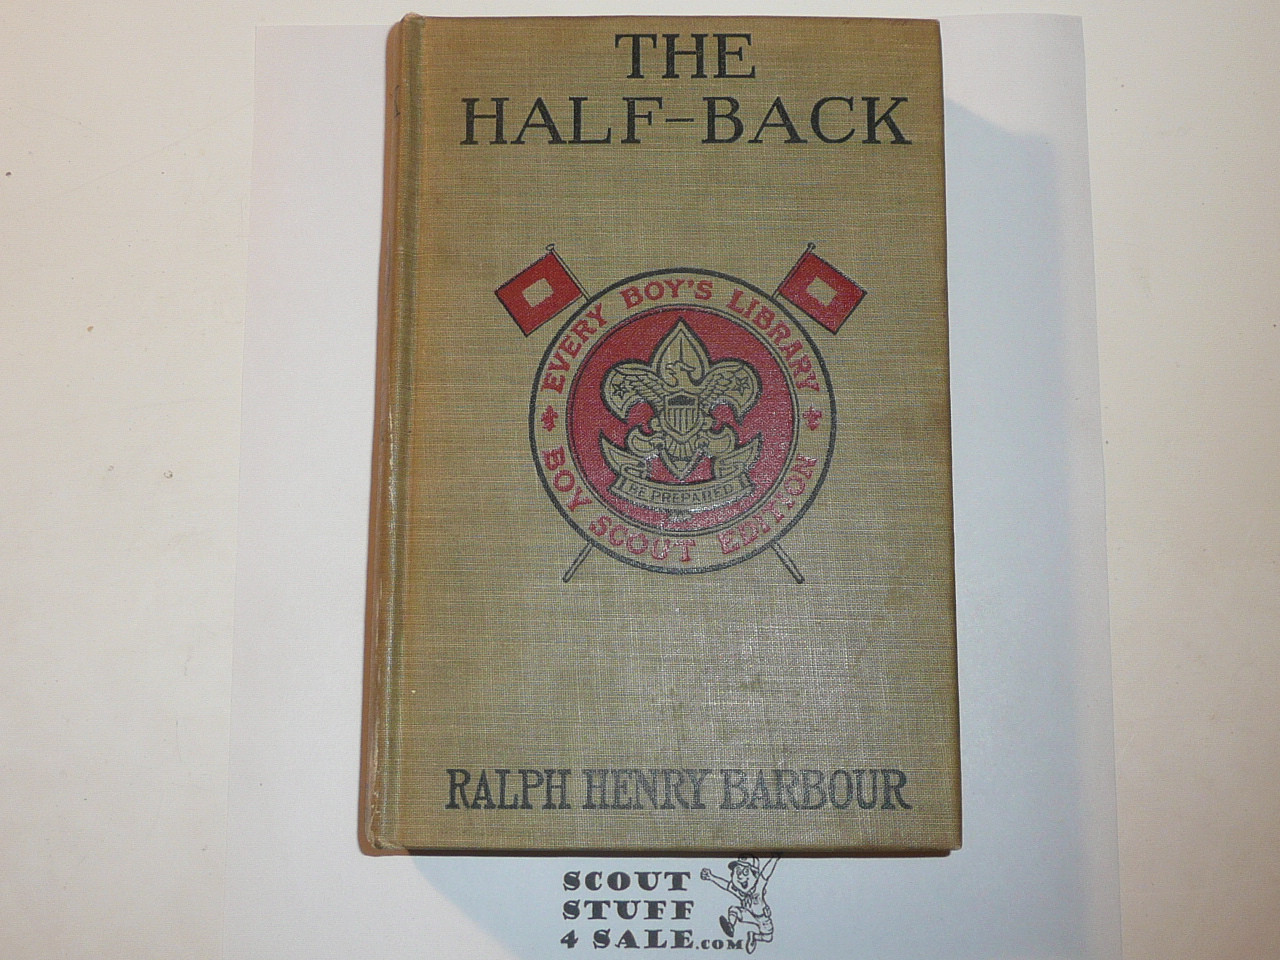 THE
HALF-BACK
EVERY BOY'S LIBRARY
BE PREPARED
BOY SCOUT EDITION
RALPH HENRY BARBOUR
SCOUT
STUFF
4 SALE.COM